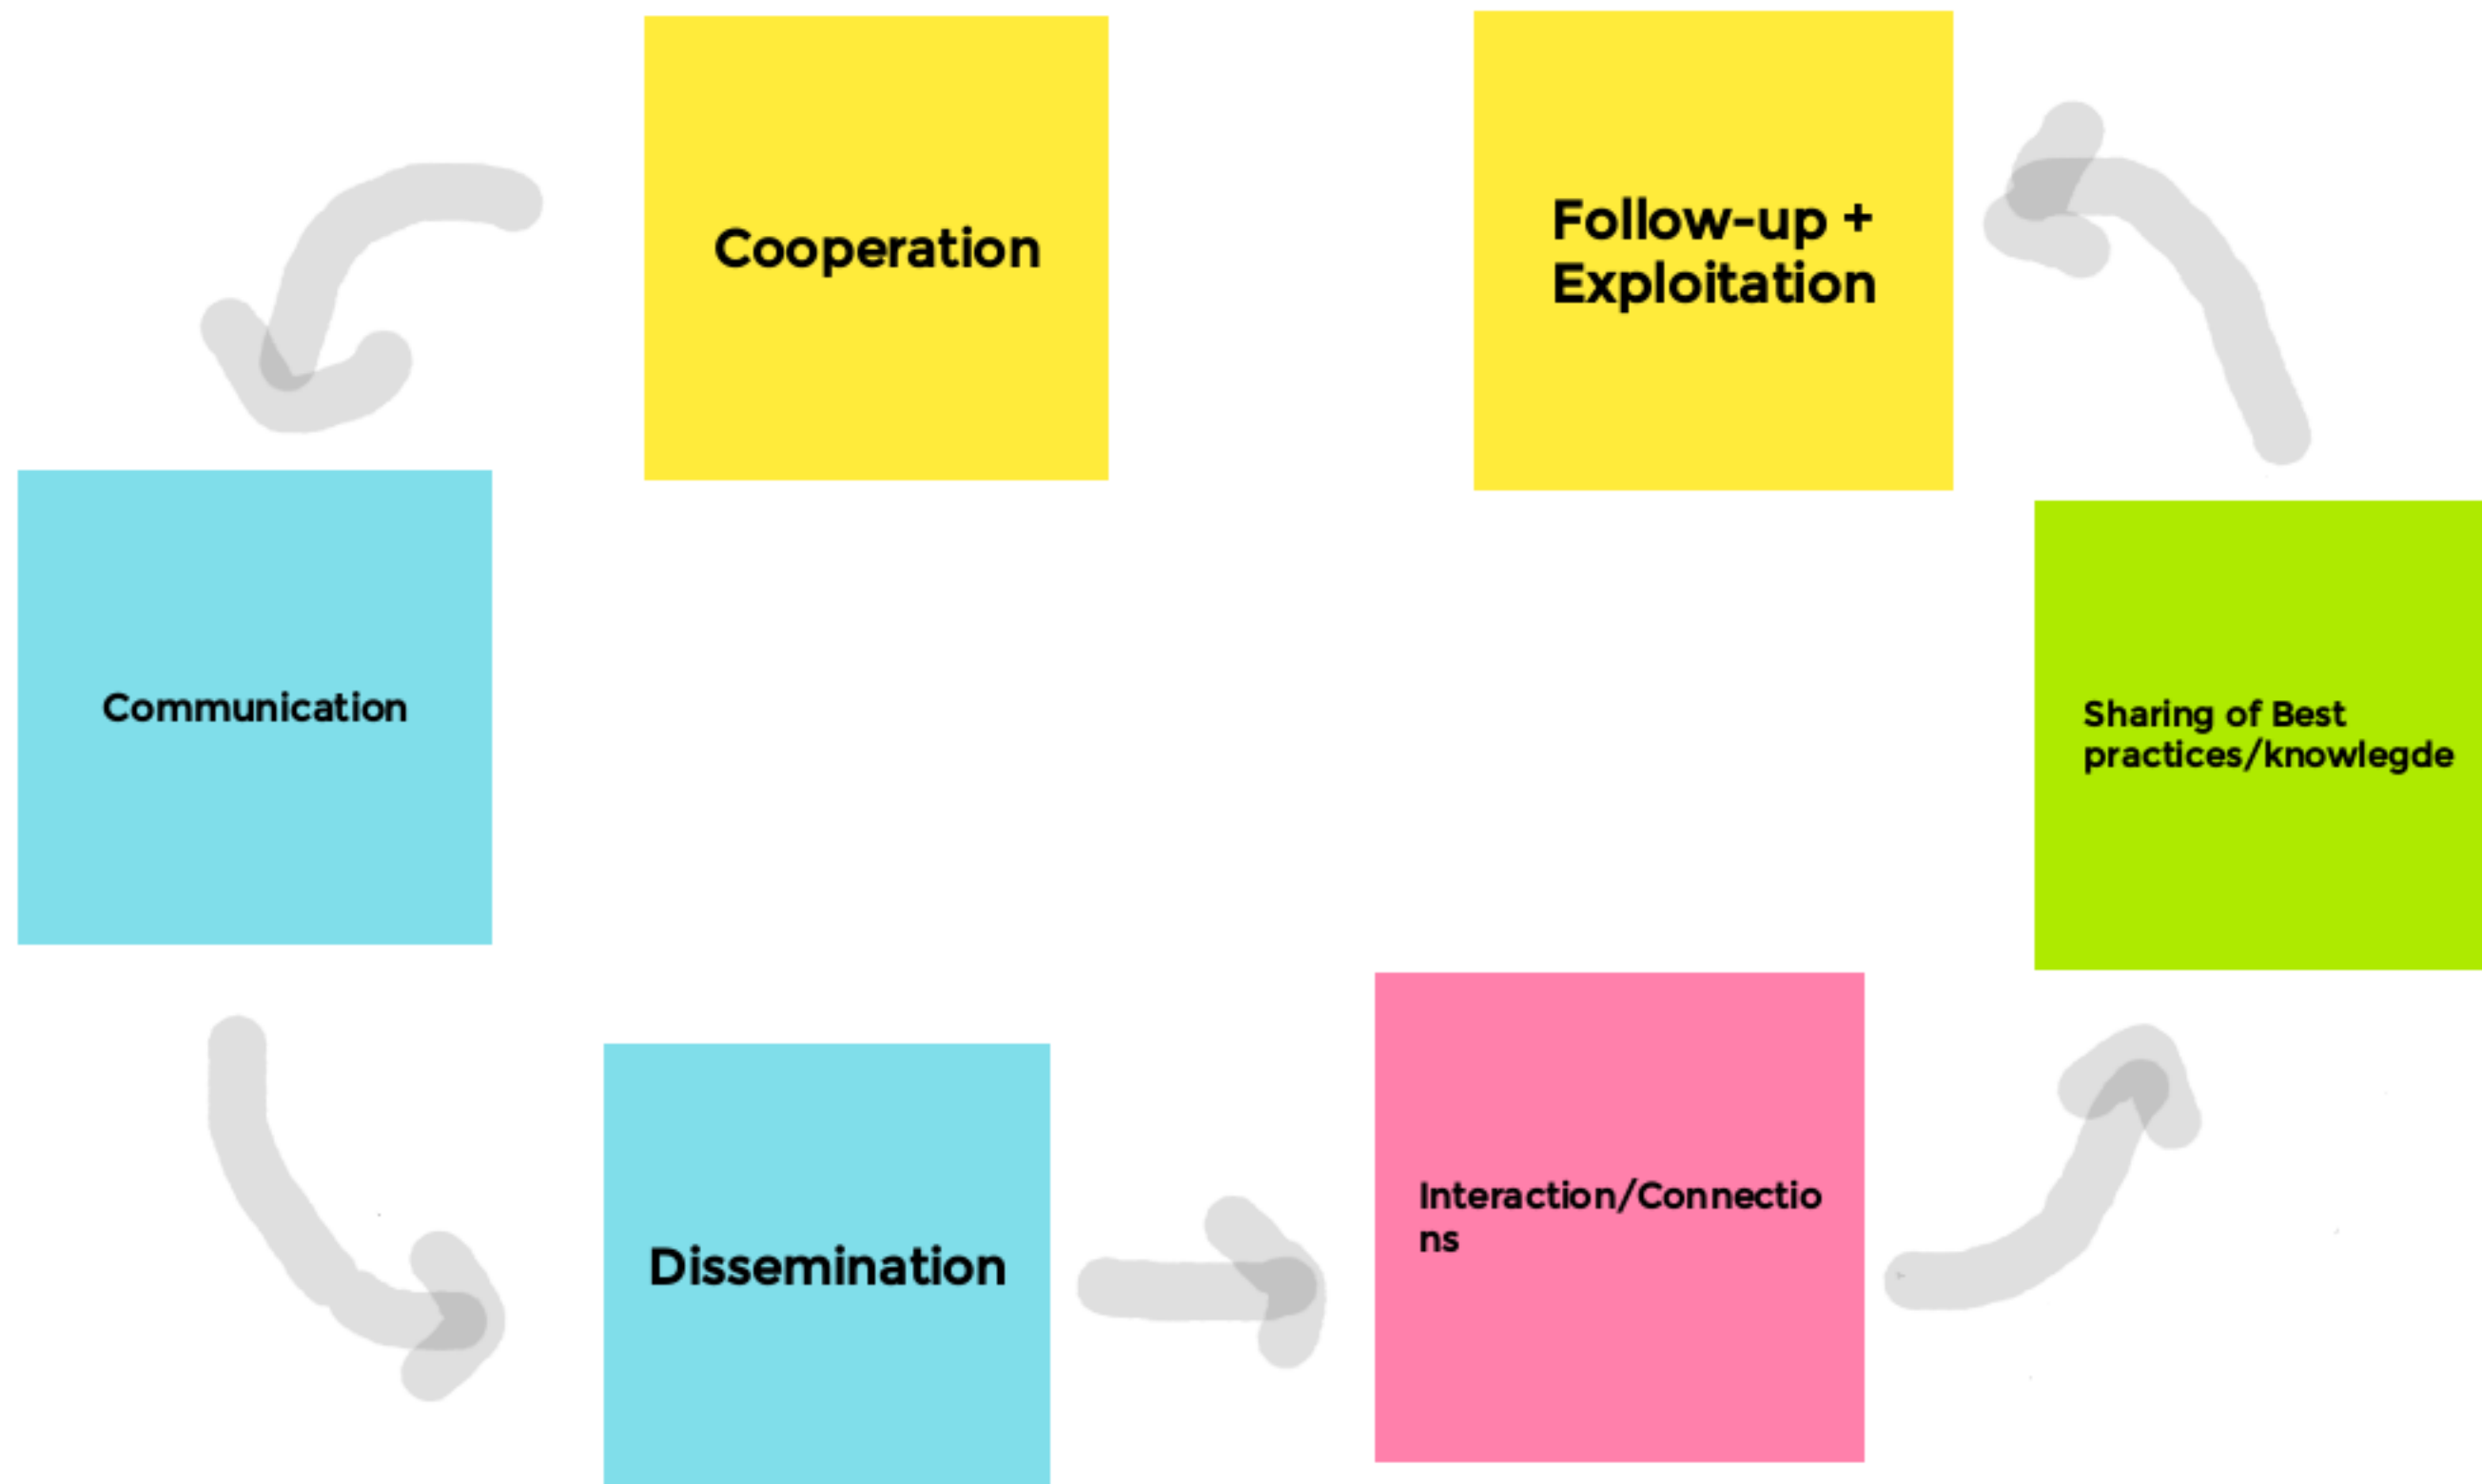 Cooperation
Follow-up +
Exploitation
Communication
Sharing of Best
practices/knowlegde
Dissemination
Interaction/Connectio
ns